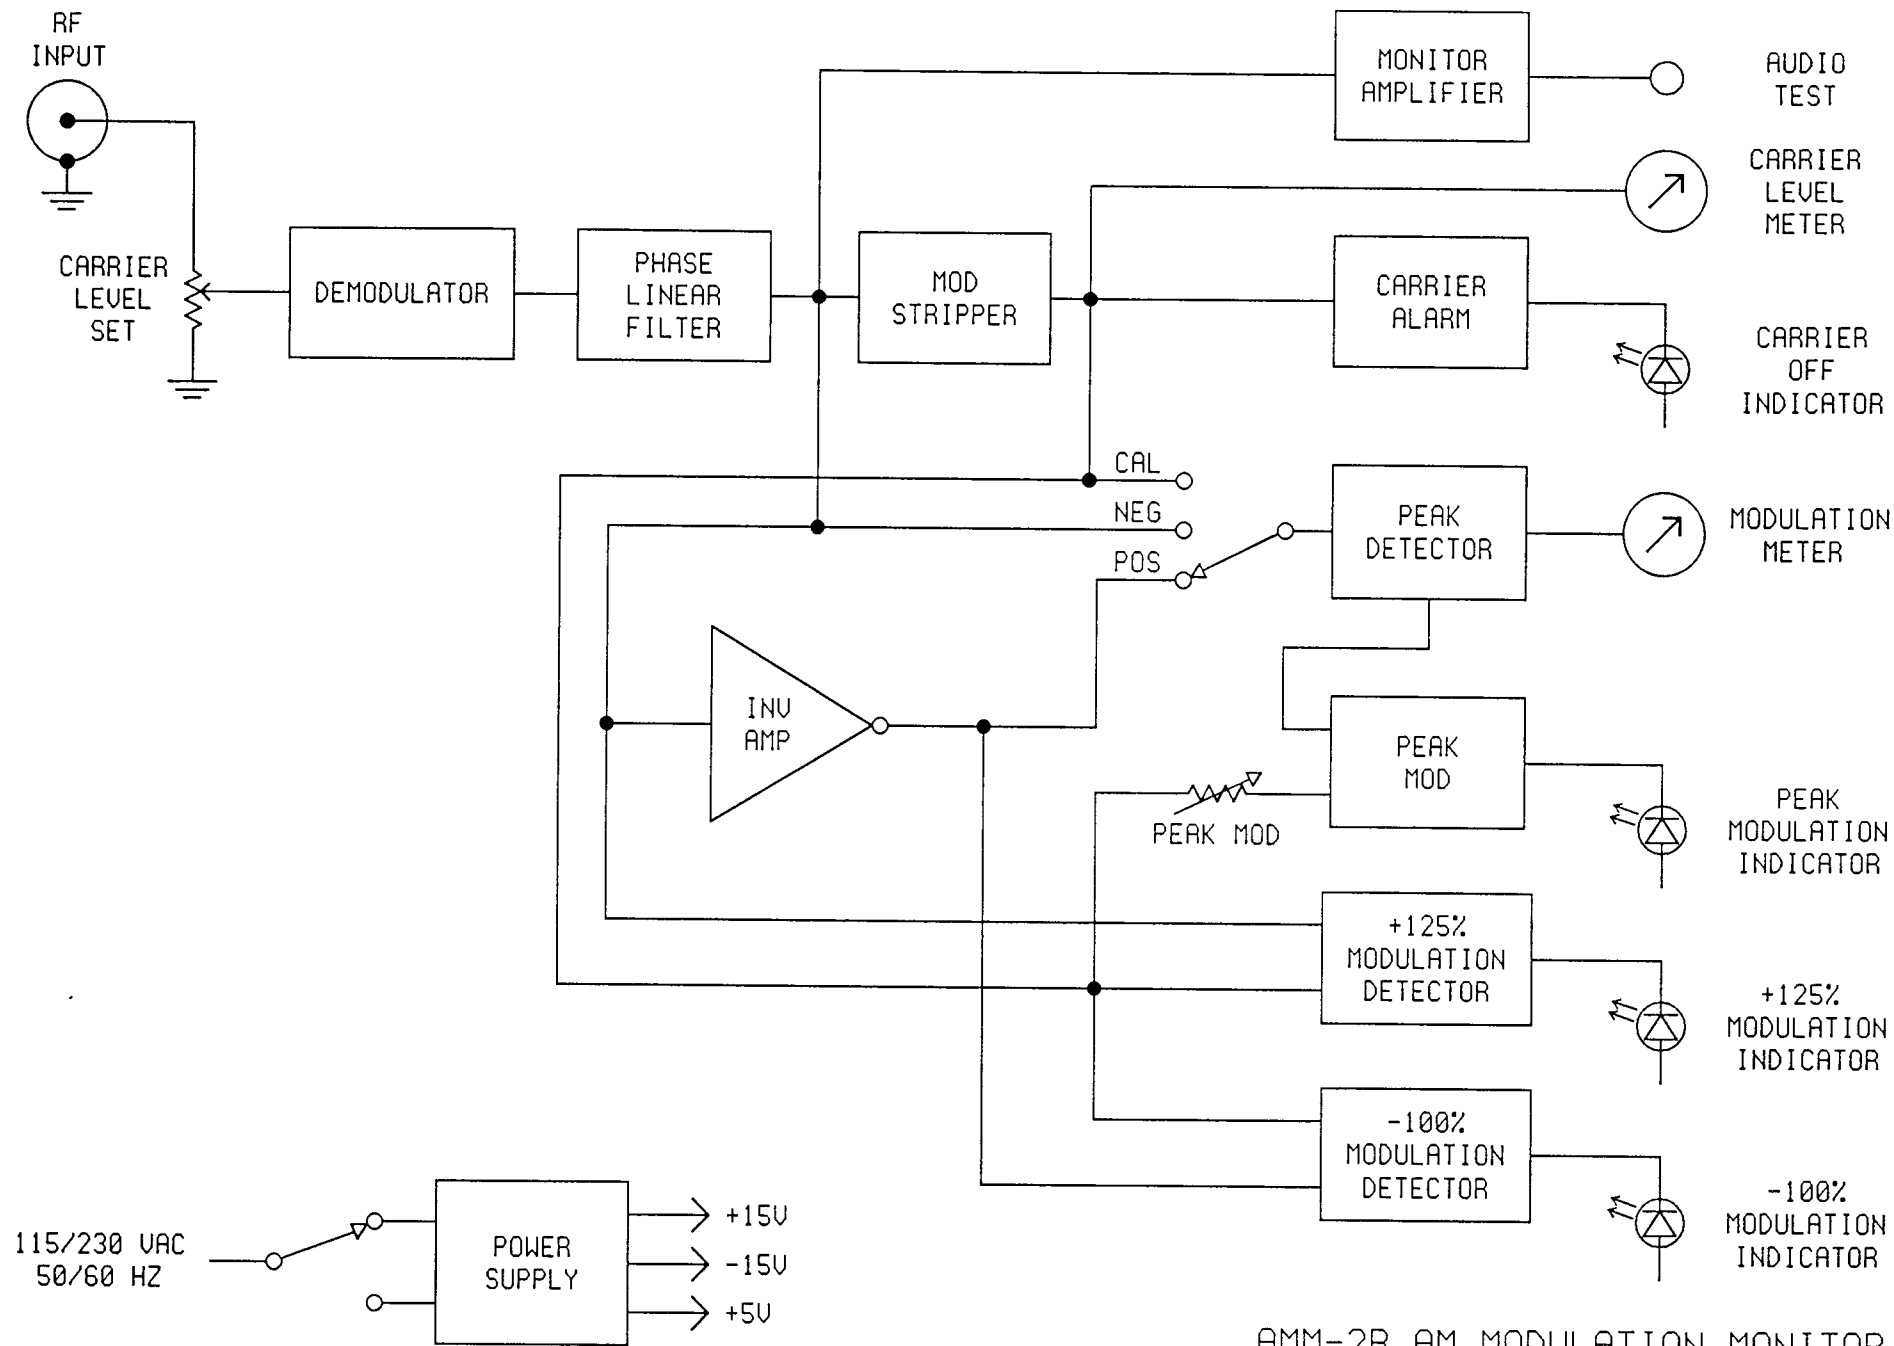 RF
INPUT
MONITOR
AMPLIFIER
AUDIO
TEST
CARRIER
LEVEL
METER
CARRIER
LEVEL
SET
DEMODULATOR
PHASE
LINEAR
FILTER
MOD
STRIPPER
CARRIER
ALARM
CARRIER
OFF
INDICATOR
CAL
NEG
POS
PEAK
DETECTOR
MODULATION
METER
INV
AMP
PEAK
MOD
PEAK MOD
PEAK
MODULATION
INDICATOR
+125%
MODULATION
DETECTOR
+125%
MODULATION
INDICATOR
-100%
MODULATION
DETECTOR
-100%
MODULATION
INDICATOR
115/230 VAC
50/60 HZ
POWER
SUPPLY
+15V
-15V
+5V
AM MODULATION MONITOR